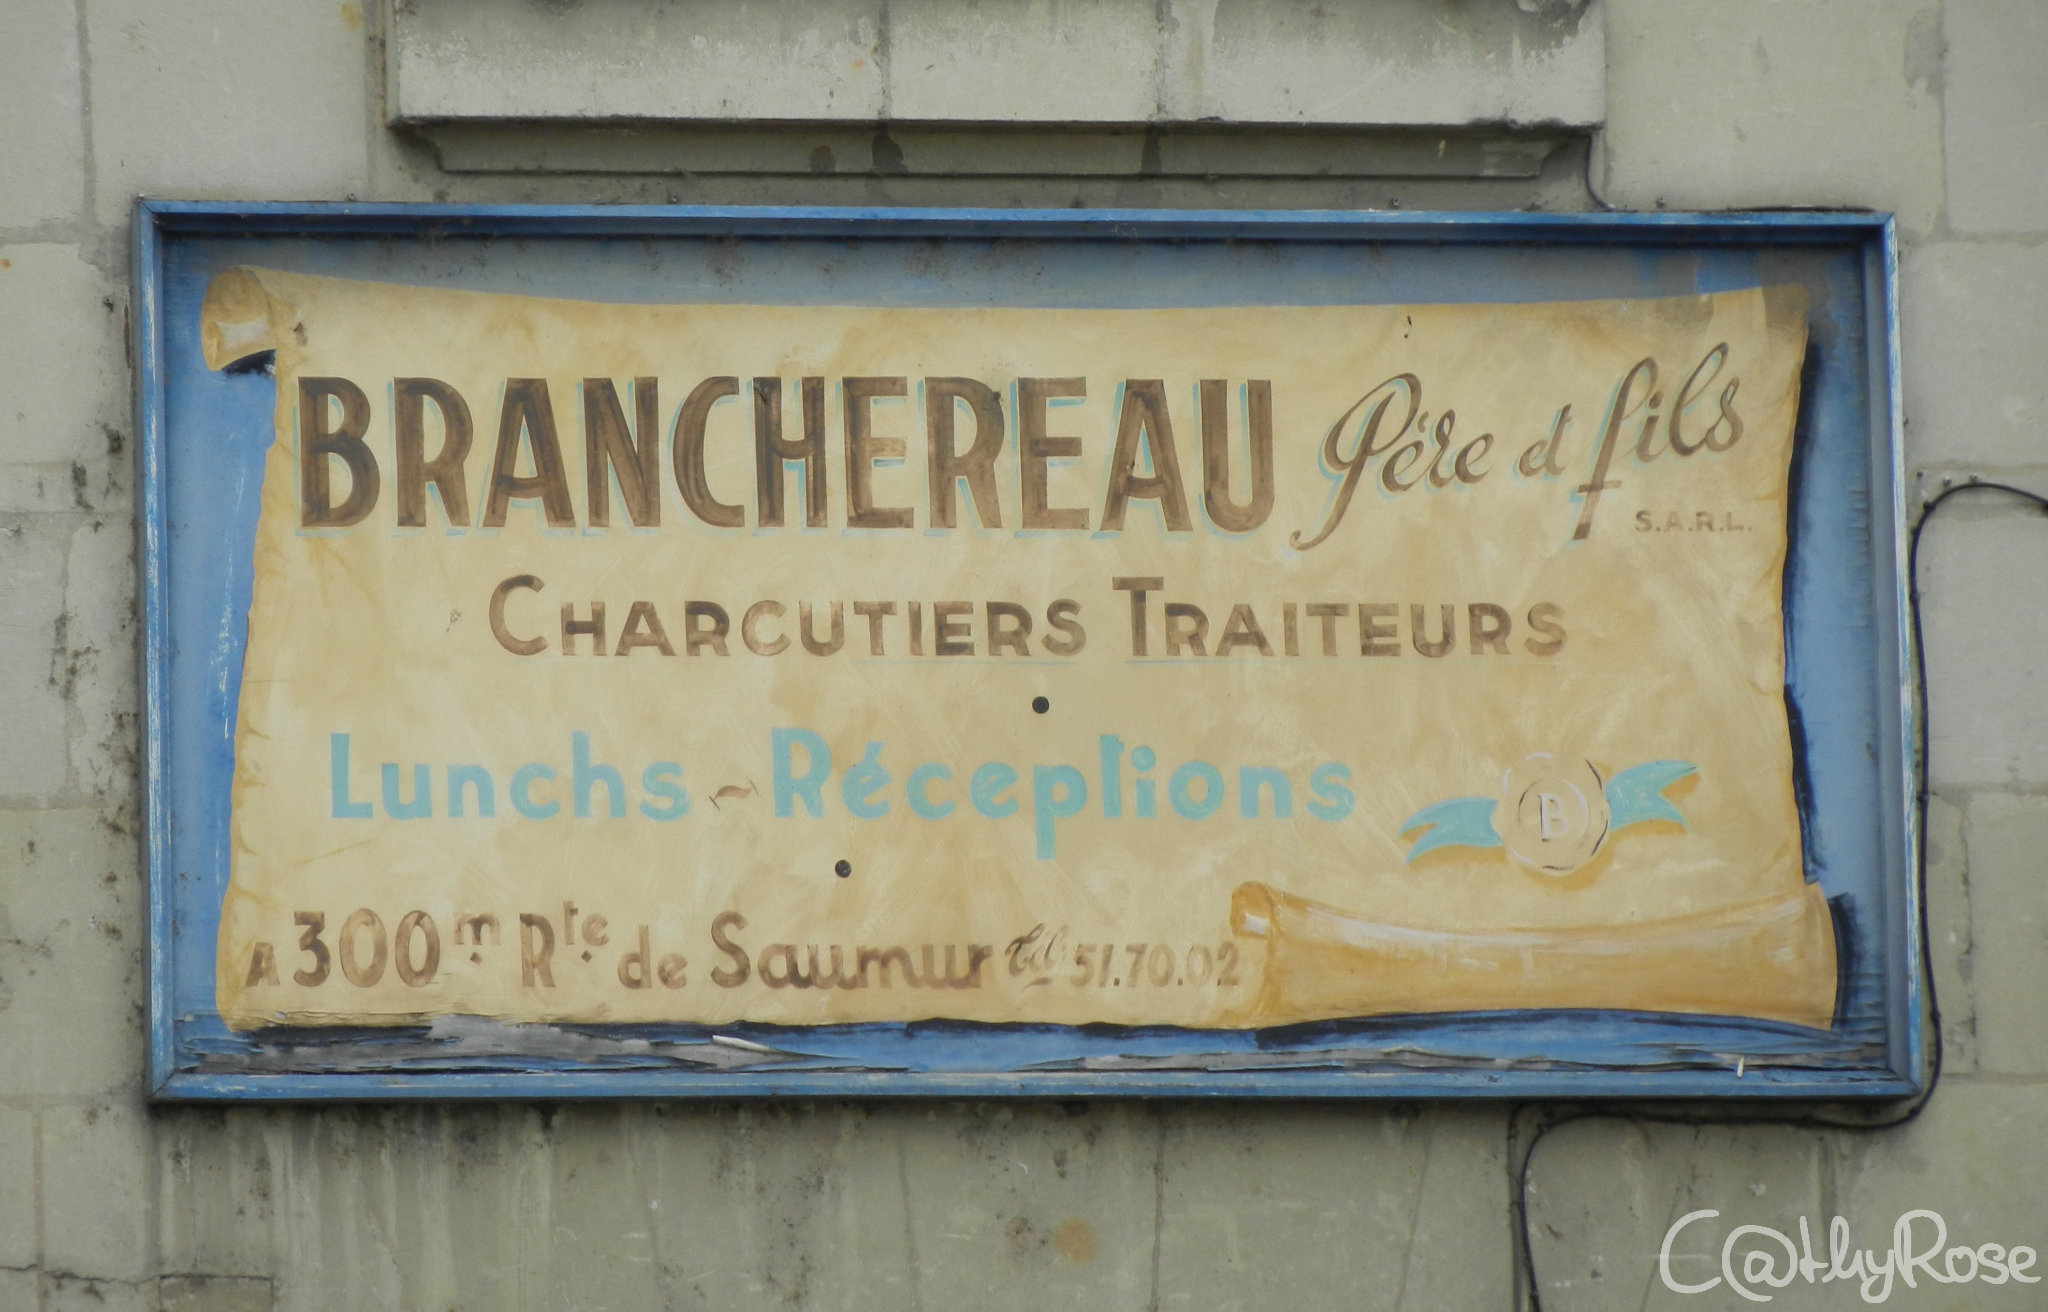 BRANCHEREAU Père et fils
S.A.R.L.
CHARCUTIERS TRAITEURS
Lunchs - Réceptions
B
A 300m Rte de Saumur Tél. 51.70.02
C@thyRose